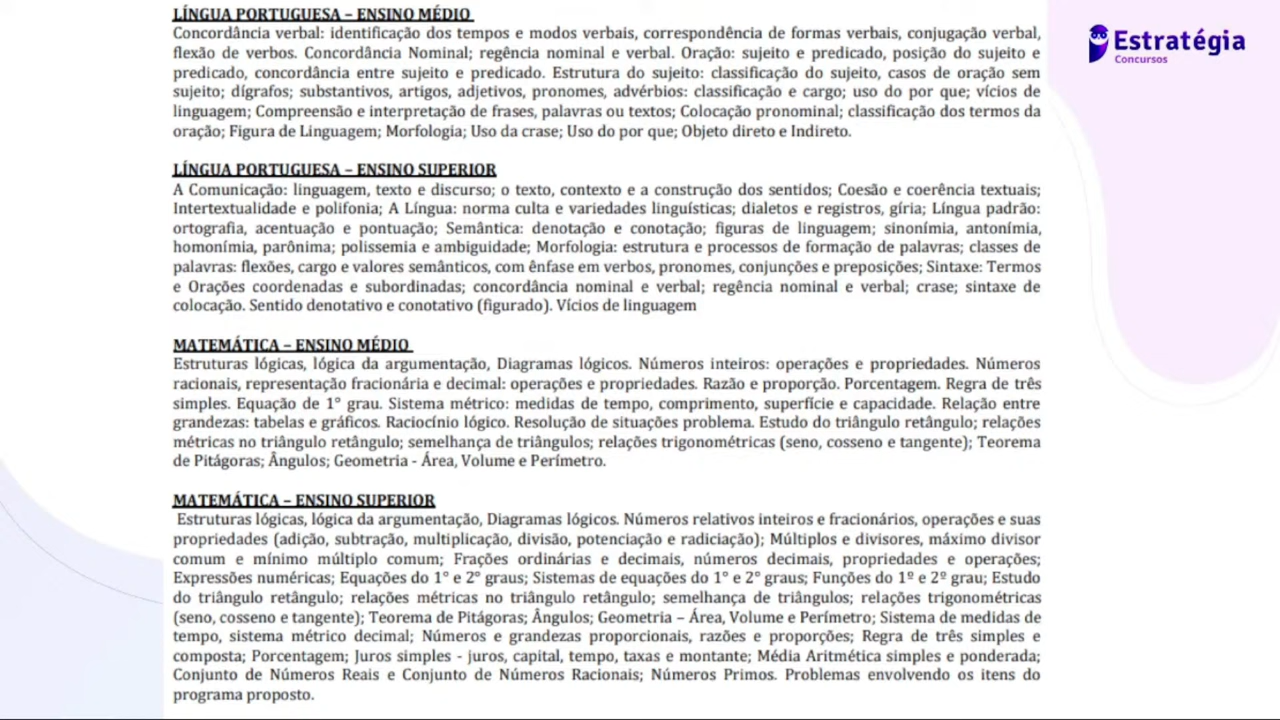 LÍNGUA PORTUGUESA – ENSINO MÉDIO
Concordância verbal: identificação dos tempos e modos verbais, correspondência de formas verbais, conjugação verbal,
flexão de verbos. Concordância Nominal; regência nominal e verbal. Oração: sujeito e predicado, posição do sujeito e
predicado, concordância entre sujeito e predicado. Estrutura do sujeito: classificação do sujeito, casos de oração sem
sujeito; dígrafos; substantivos, artigos, adjetivos, pronomes, advérbios: classificação e cargo; uso do por que; vícios de
linguagem; Compreensão e interpretação de frases, palavras ou textos; Colocação pronominal; classificação dos termos da
oração; Figura de Linguagem; Morfologia; Uso da crase; Uso do por que; Objeto direto e Indireto.
LÍNGUA PORTUGUESA – ENSINO SUPERIOR
A Comunicação: linguagem, texto e discurso; o texto, contexto e a construção dos sentidos; Coesão e coerência textuais;
Intertextualidade e polifonia; A Língua: norma culta e variedades linguísticas; dialetos e registros, gíria; Língua padrão:
ortografia, acentuação e pontuação; Semântica: denotação e conotação; figuras de linguagem; sinonímia, antonímia,
homonímia, parônima; polissemia e ambiguidade; Morfologia: estrutura e processos de formação de palavras; classes de
palavras: flexões, cargo e valores semânticos, com ênfase em verbos, pronomes, conjunções e preposições; Sintaxe: Termos
e Orações coordenadas e subordinadas; concordância nominal e verbal; regência nominal e verbal; crase; sintaxe de
colocação. Sentido denotativo e conotativo (figurado). Vícios de linguagem
MATEMÁTICA – ENSINO MÉDIO
Estruturas lógicas, lógica da argumentação, Diagramas lógicos. Números inteiros: operações e propriedades. Números
racionais, representação fracionária e decimal: operações e propriedades. Razão e proporção. Porcentagem. Regra de três
simples. Equação de 1° grau. Sistema métrico: medidas de tempo, comprimento, superfície e capacidade. Relação entre
grandezas: tabelas e gráficos. Raciocínio lógico. Resolução de situações problema. Estudo do triângulo retângulo; relações
métricas no triângulo retângulo; semelhança de triângulos; relações trigonométricas (seno, cosseno e tangente); Teorema
de Pitágoras; Ângulos; Geometria - Área, Volume e Perímetro.
MATEMÁTICA – ENSINO SUPERIOR
Estruturas lógicas, lógica da argumentação, Diagramas lógicos. Números relativos inteiros e fracionários, operações e suas
propriedades (adição, subtração, multiplicação, divisão, potenciação e radiciação); Múltiplos e divisores, máximo divisor
comum e mínimo múltiplo comum; Frações ordinárias e decimais, números decimais, propriedades e operações;
Expressões numéricas; Equações do 1° e 2° graus; Sistemas de equações do 1° e 2° graus; Funções do 1º e 2º grau; Estudo
do triângulo retângulo; relações métricas no triângulo retângulo; semelhança de triângulos; relações trigonométricas
(seno, cosseno e tangente); Teorema de Pitágoras; Ângulos; Geometria – Área, Volume e Perímetro; Sistema de medidas de
tempo, sistema métrico decimal; Números e grandezas proporcionais, razões e proporções; Regra de três simples e
composta; Porcentagem; Juros simples - juros, capital, tempo, taxas e montante; Média Aritmética simples e ponderada;
Conjunto de Números Reais e Conjunto de Números Racionais; Números Primos. Problemas envolvendo os itens do
programa proposto.
Estratégia
Concursos